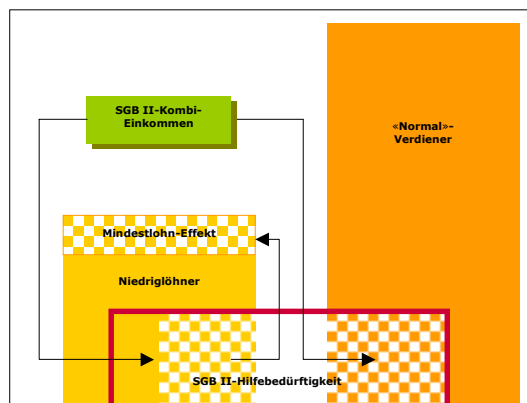 SGB II-Kombi-
Einkommen
«Normal»-
Verdiener
Mindestlohn-Effekt
Niedriglöhner
SGB II-Hilfebedürftigkeit